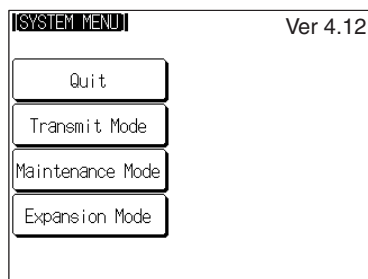 [SYSTEM MENU]
Ver 4.12
Quit
Transmit Mode
Maintenance Mode
Expansion Mode